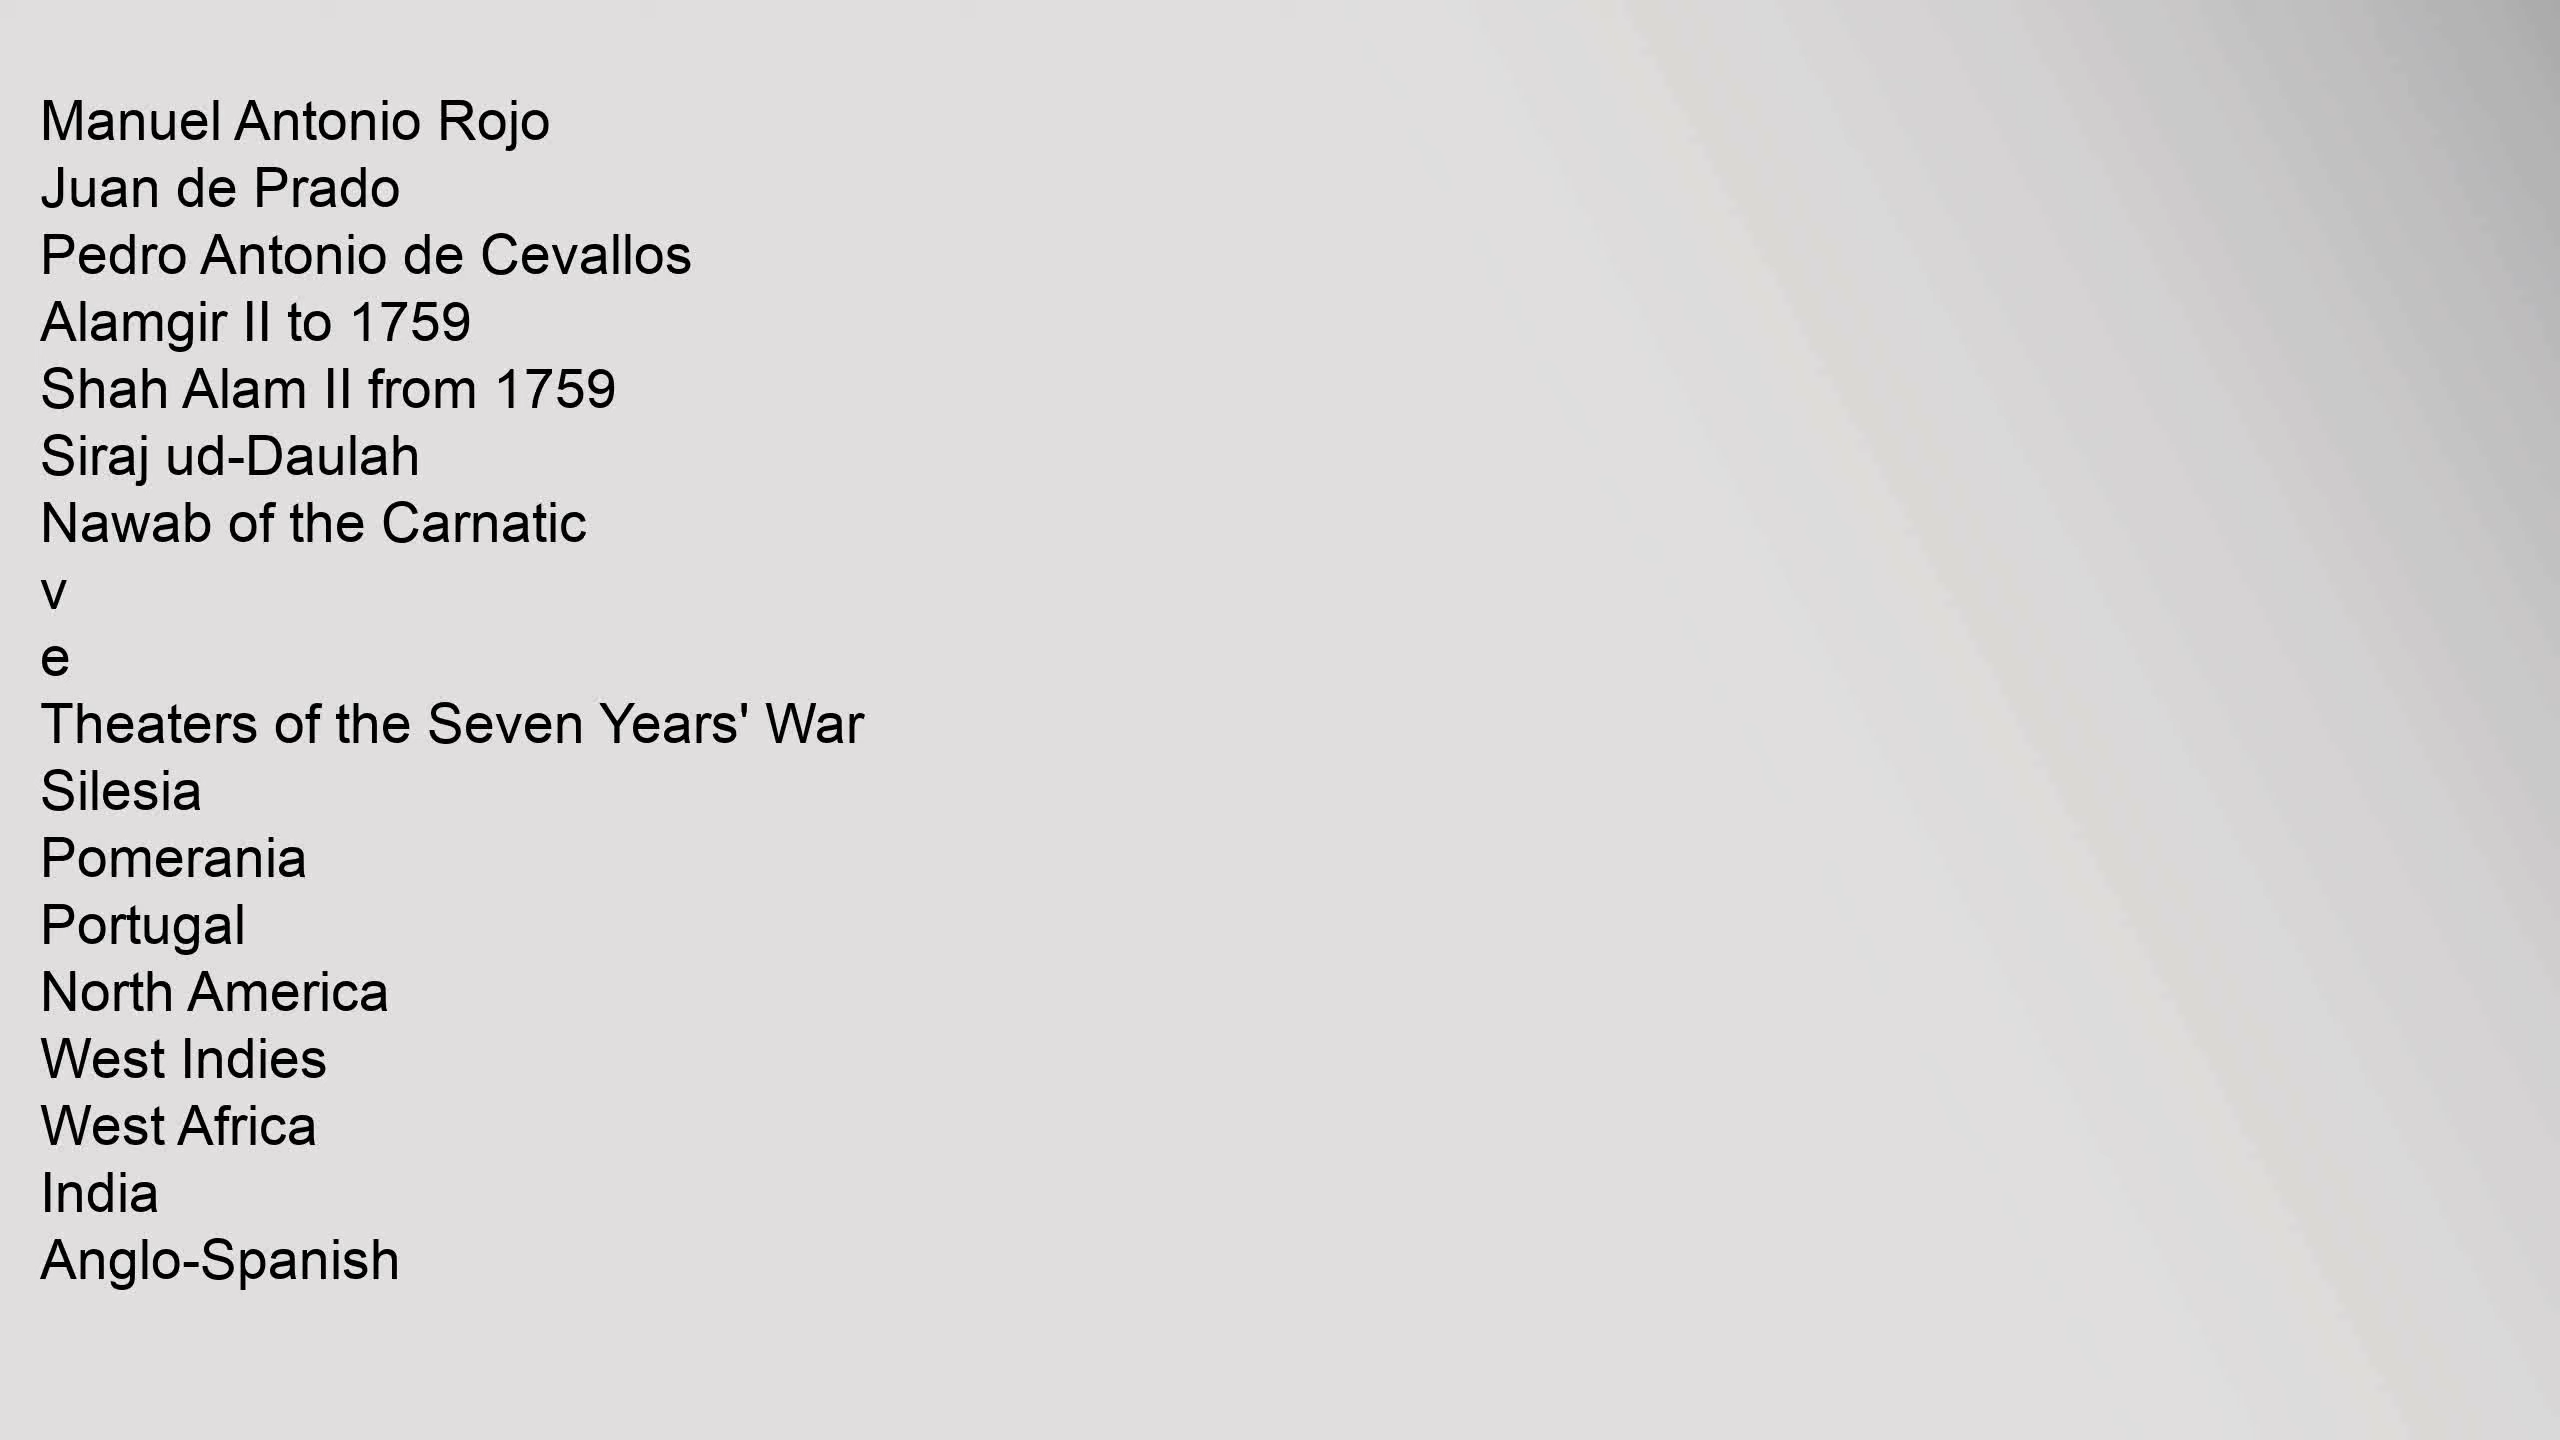 Manuel Antonio Rojo
Juan de Prado
Pedro Antonio de Cevallos
Alamgir II to 1759
Shah Alam II from 1759
Siraj ud-Daulah
Nawab of the Carnatic
v
e
Theaters of the Seven Years' War
Silesia
Pomerania
Portugal
North America
West Indies
West Africa
India
Anglo-Spanish